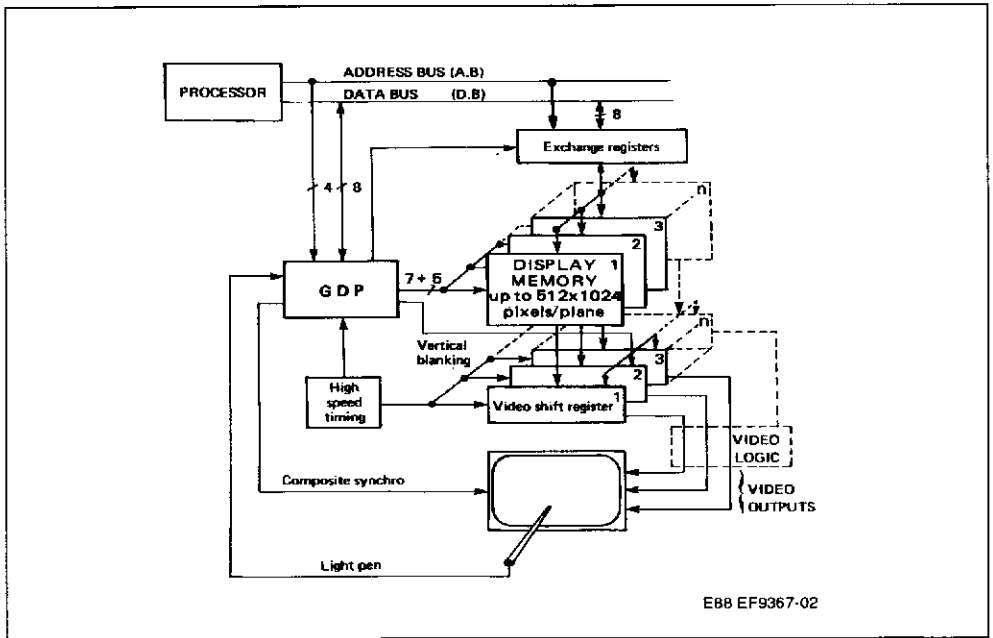 PROCESSOR
ADDRESS BUS (A.B)
DATA BUS (D.B)
8
Exchange registers
4
8
n
3
2
1
DISPLAY
MEMORY
up to 512x1024
pixels/plane
GDP
7 + 5
Vertical
blanking
n
3
2
1
Video shift register
High
speed
timing
VIDEO
LOGIC
VIDEO
OUTPUTS
Composite synchro
Light pen
E88 EF9367-02